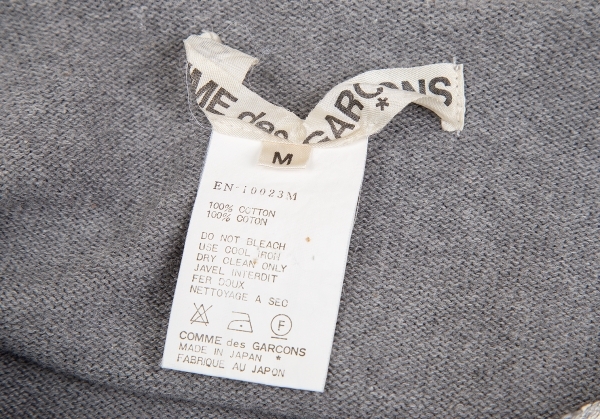 ME des GARÇONS
*
M
EN-10023M
100% COTTON
100% COTON
DO NOT BLEACH
USE COOL IRON
DRY CLEAN ONLY
JAVEL INTERDIT
FER DOUX
NETTOYAGE A SEC
F
COMME des GARCONS
*
MADE IN JAPAN
FABRIQUE AU JAPON